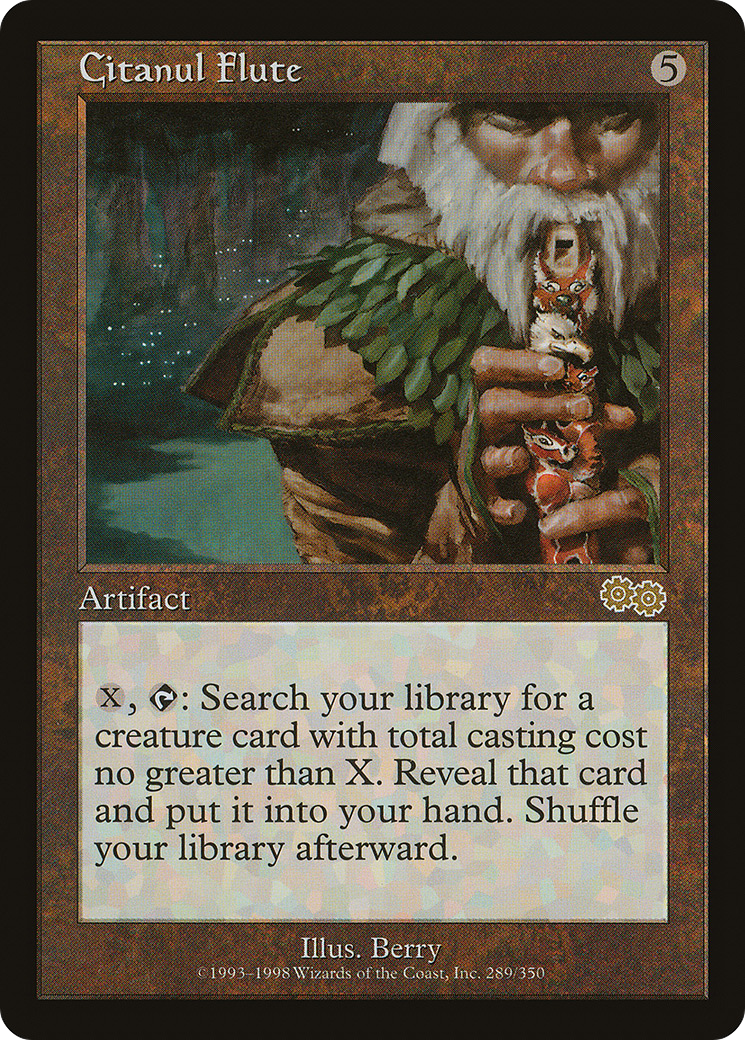 Citanul Flute
5
Artifact
X, : Search your library for a
creature card with total casting cost
no greater than X. Reveal that card
and put it into your hand. Shuffle
your library afterward.
Illus. Berry
©1993–1998 Wizards of the Coast, Inc. 289/350